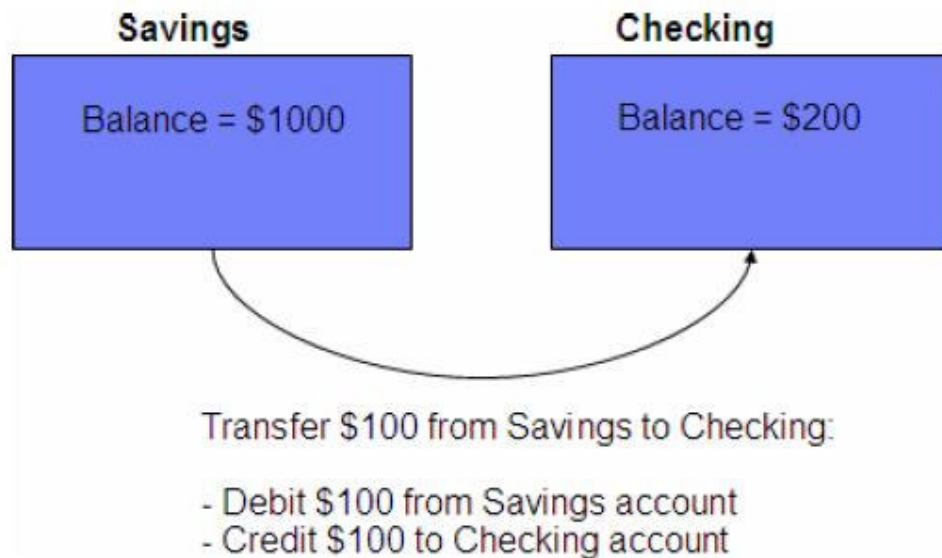 Savings
Checking
Balance = $1000
Balance = $200
Transfer $100 from Savings to Checking:
- Debit $100 from Savings account
- Credit $100 to Checking account